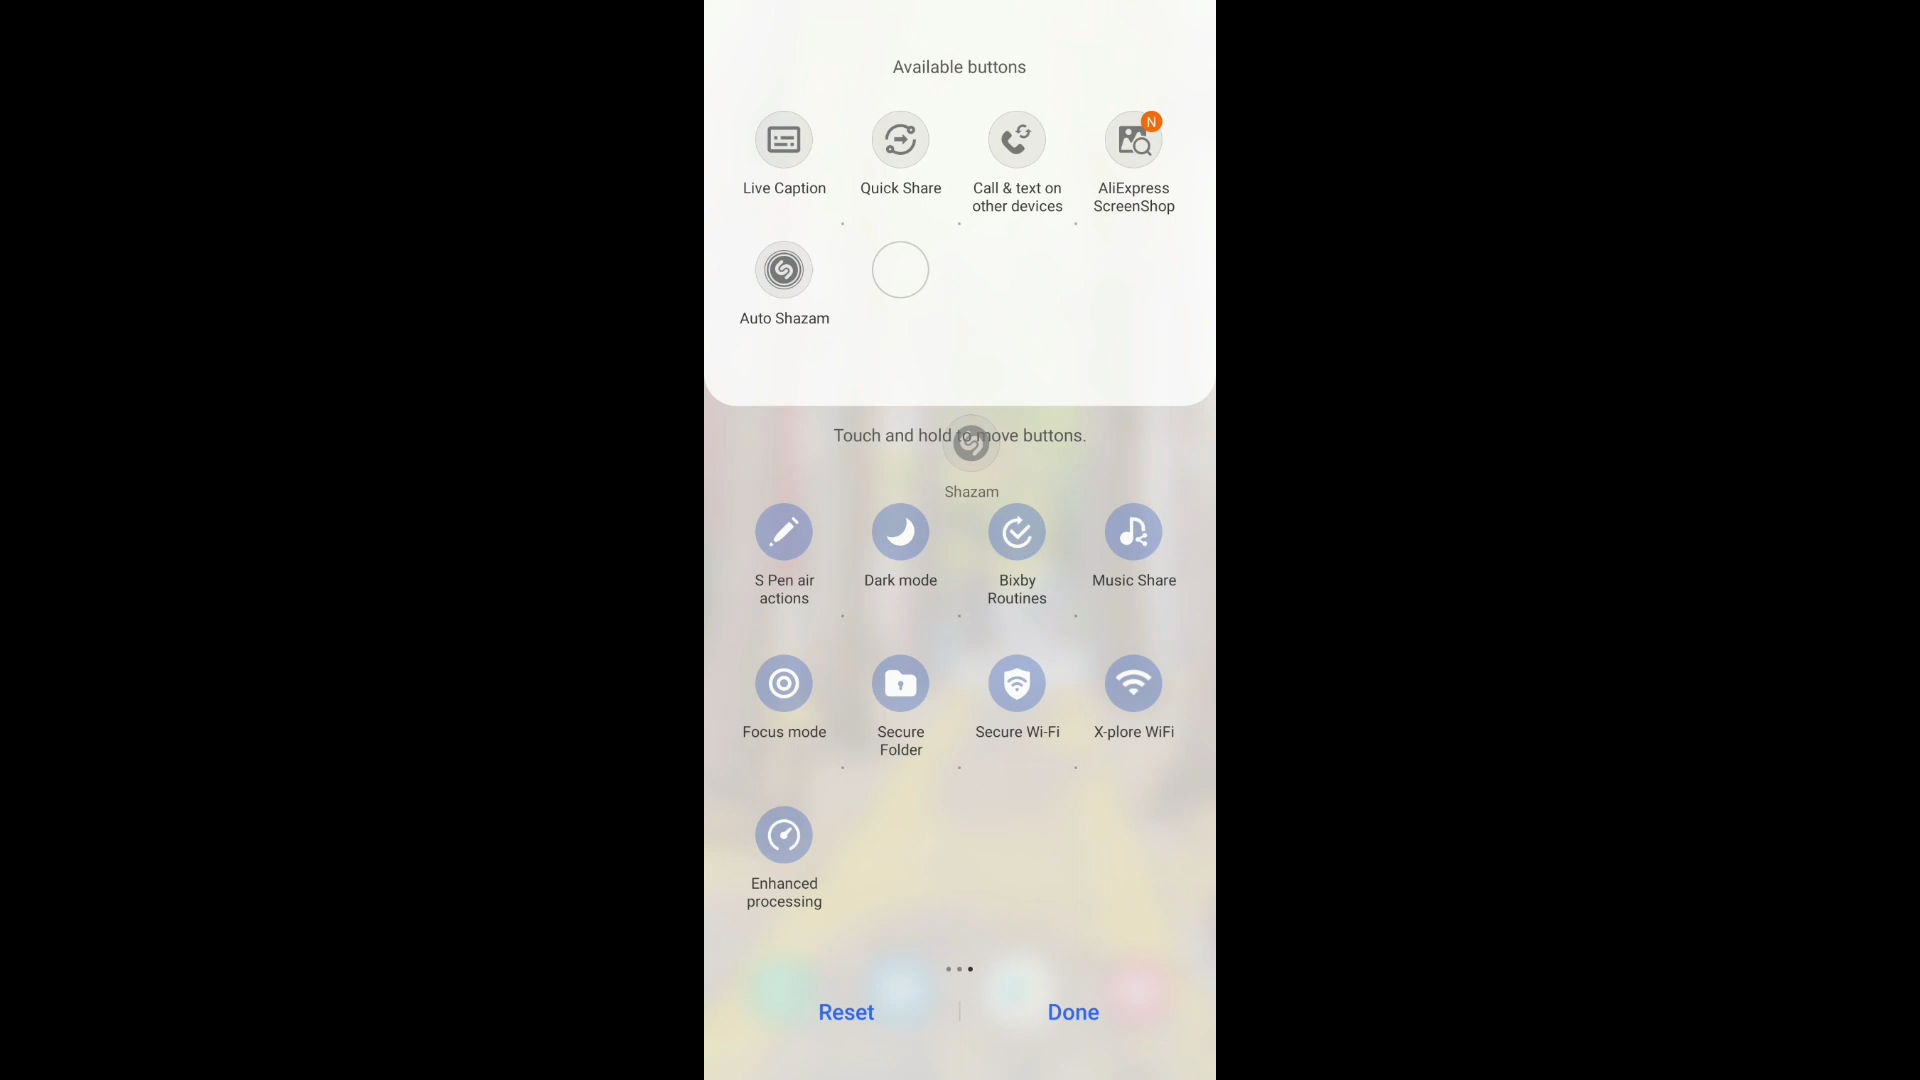 Available buttons
N
Live Caption
Quick Share
Call & text on
other devices
AliExpress
ScreenShop
Auto Shazam
Touch and hold to move buttons.
Shazam
S Pen air
actions
Dark mode
Bixby
Routines
Music Share
Focus mode
Secure
Folder
Secure Wi-Fi
X-plore WiFi
Enhanced
processing
Reset
Done